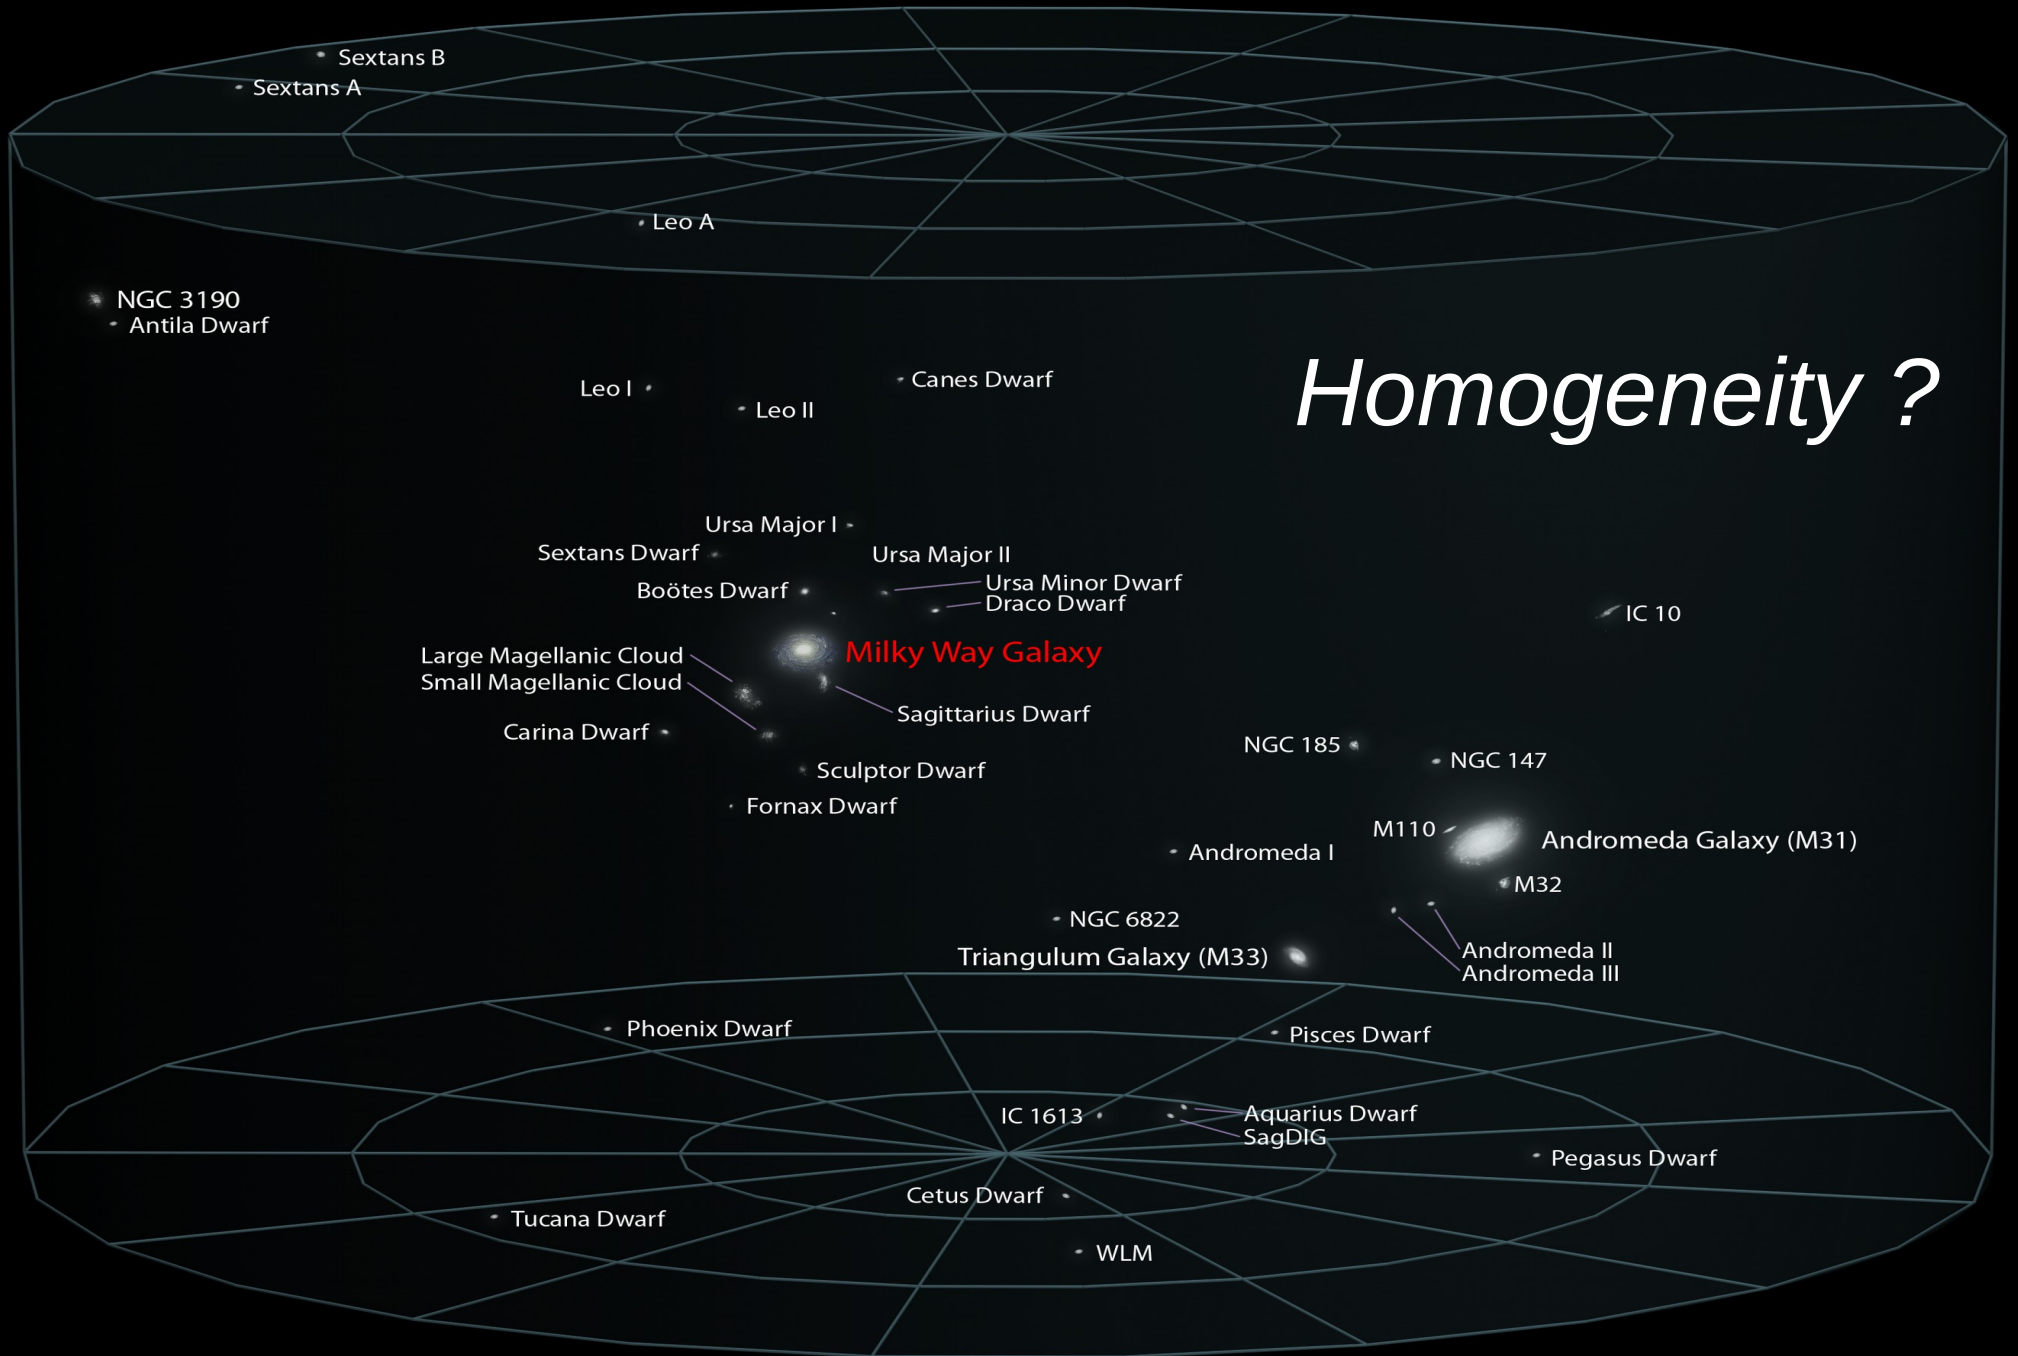 Sextans B
Sextans A
Leo A
NGC 3190
Antila Dwarf
Homogeneity ?
Canes Dwarf
Leo I
Leo II
Ursa Major I
Sextans Dwarf
Ursa Major II
Ursa Minor Dwarf
Boötes Dwarf
Draco Dwarf
IC 10
Milky Way Galaxy
Large Magellanic Cloud
Small Magellanic Cloud
Sagittarius Dwarf
Carina Dwarf
NGC 185
NGC 147
Sculptor Dwarf
Fornax Dwarf
M110
Andromeda Galaxy (M31)
Andromeda I
M32
NGC 6822
Triangulum Galaxy (M33)
Andromeda II
Andromeda III
Phoenix Dwarf
Pisces Dwarf
IC 1613
Aquarius Dwarf
SagDIG
Pegasus Dwarf
Cetus Dwarf
Tucana Dwarf
WLM